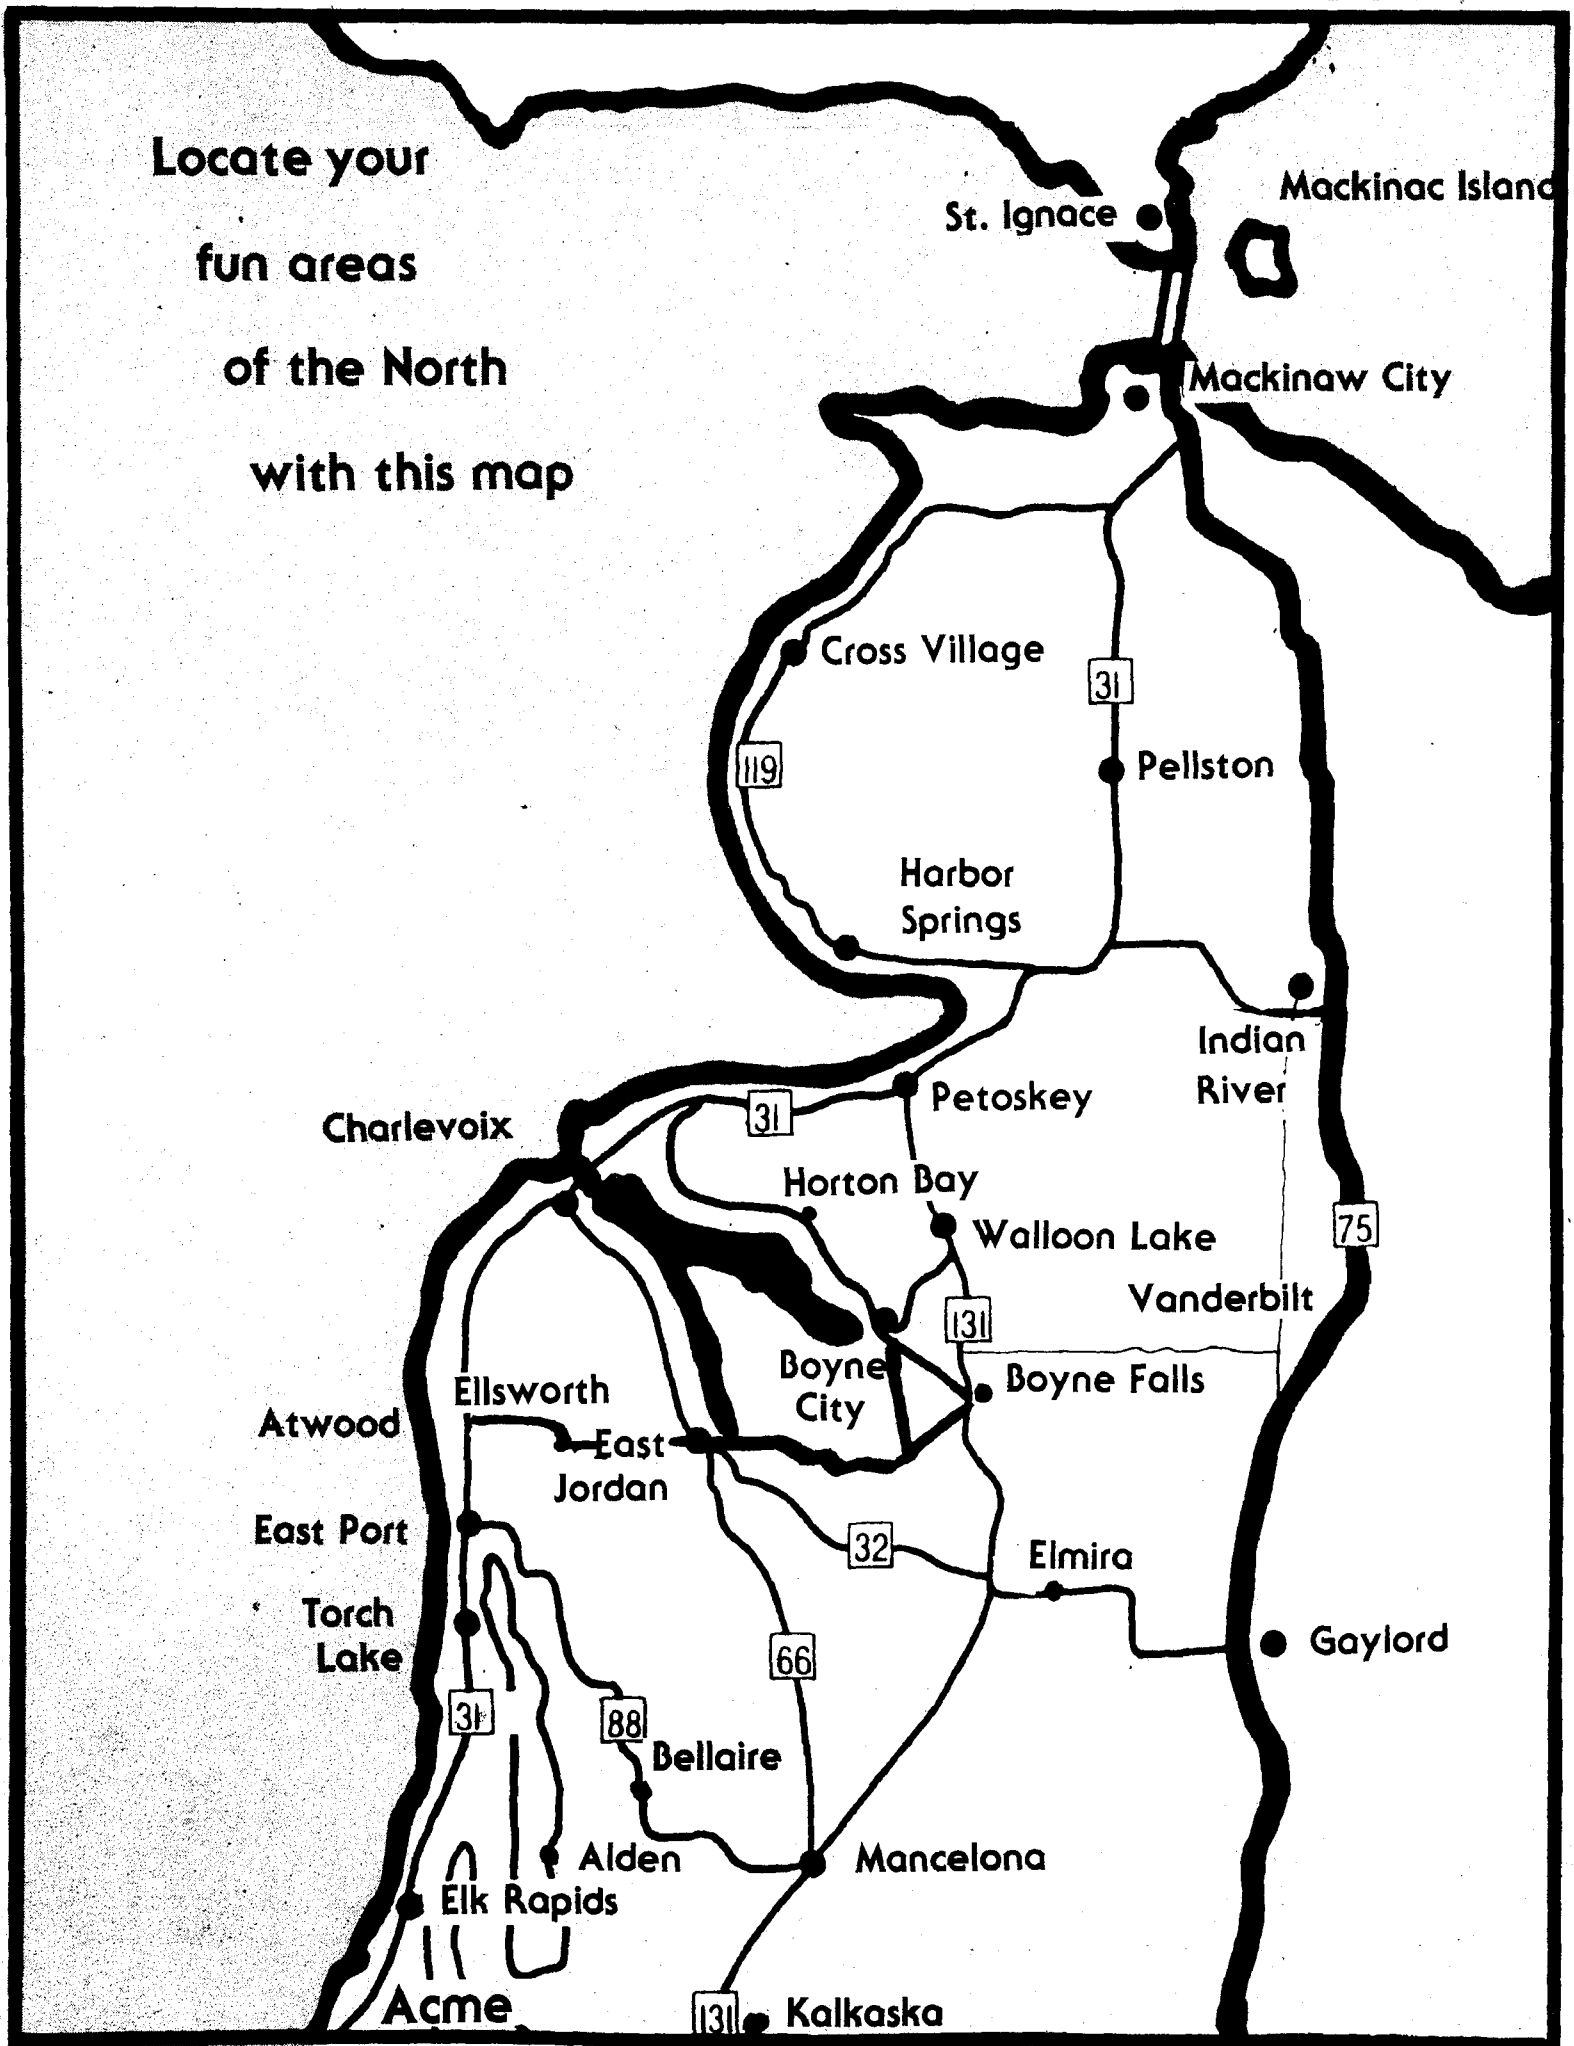 Locate your
fun areas
of the North
with this map
Mackinac Island
St. Ignace
Mackinaw City
Cross Village
31
119
Pellston
Harbor
Springs
Indian
River
Petoskey
31
Charlevoix
Horton Bay
Walloon Lake
75
Vanderbilt
131
Boyne
City
Boyne Falls
Ellsworth
Atwood
East
Jordan
East Port
32
Elmira
Torch
Lake
66
Gaylord
31
88
Bellaire
Alden
Mancelona
Elk Rapids
Acme
131
Kalkaska